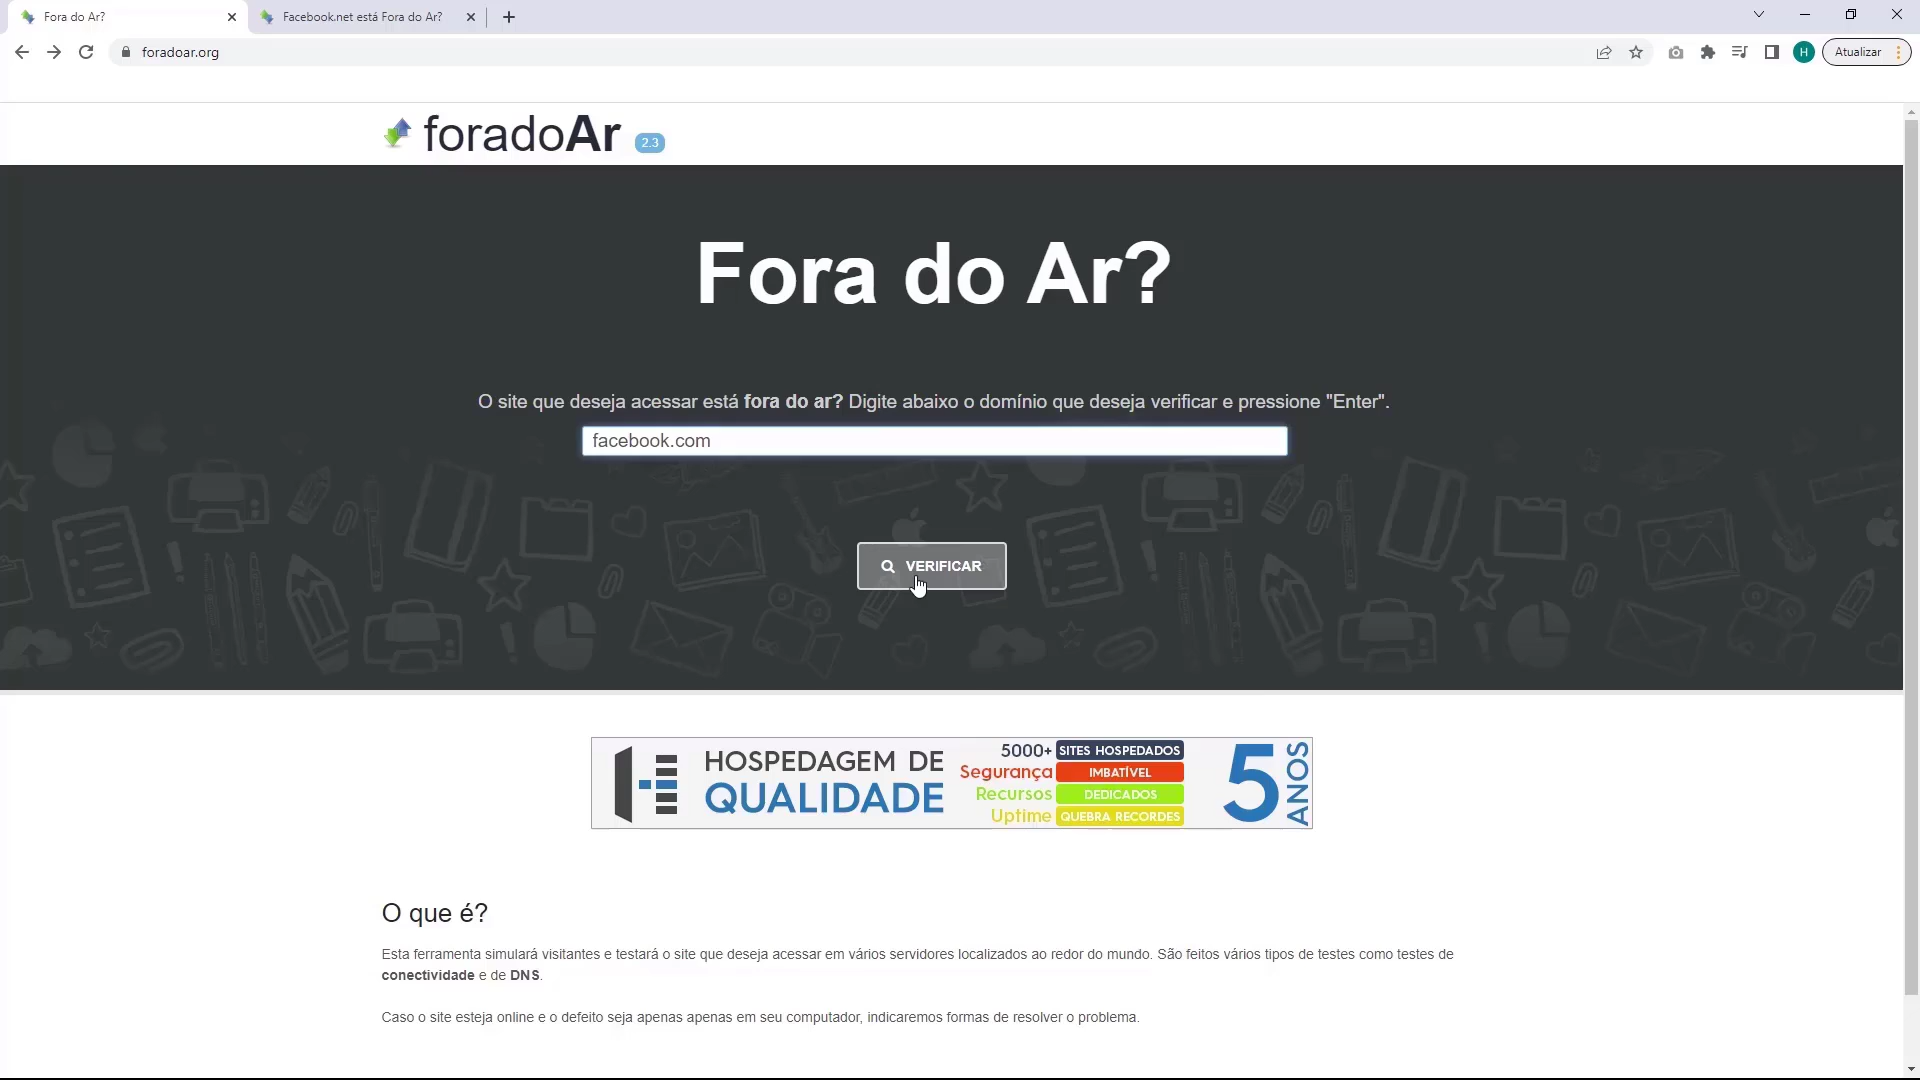 Fora do Ar?
Facebook.net está Fora do Ar?
foradoar.org
H
Atualizar
foradoAr 2.3
Fora do Ar?
O site que deseja acessar está fora do ar? Digite abaixo o domínio que deseja verificar e pressione "Enter".
facebook.com
VERIFICAR
HOSPEDAGEM DE
QUALIDADE
5000+ SITES HOSPEDADOS
Segurança IMBATÍVEL
Recursos DEDICADOS
Uptime QUEBRA RECORDES
5 ANOS
O que é?
Esta ferramenta simulará visitantes e testará o site que deseja acessar em vários servidores localizados ao redor do mundo. São feitos vários tipos de testes como testes de
conectividade e de DNS.
Caso o site esteja online e o defeito seja apenas apenas em seu computador, indicaremos formas de resolver o problema.